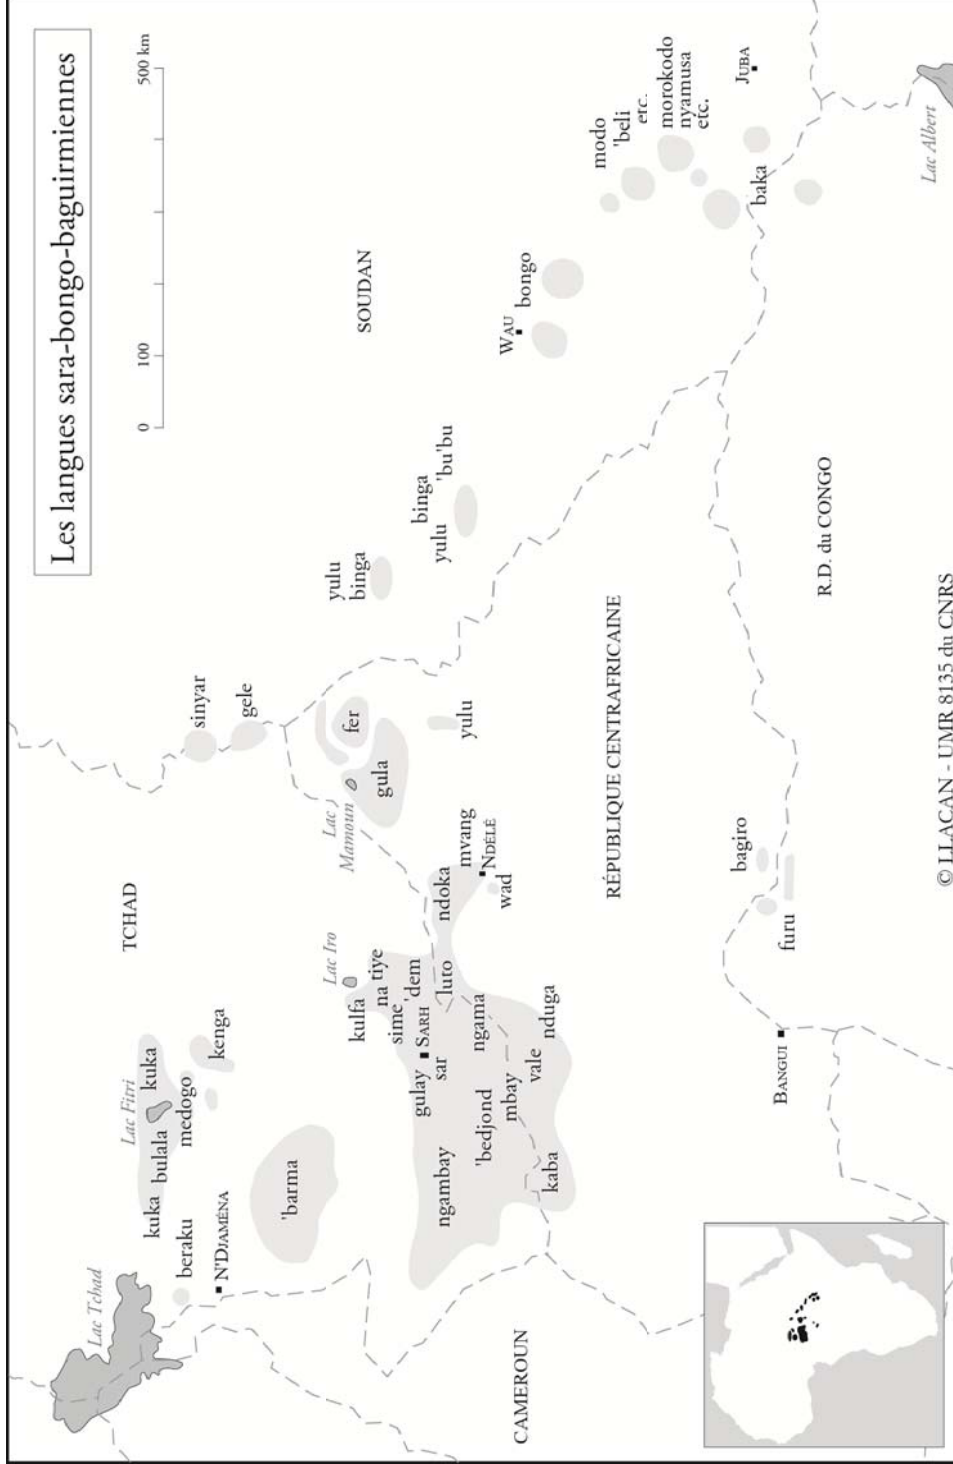 Les langues sara-bongo-baguirmiennes
0
100
500 km
Lac Tchad
Lac Fitri
TCHAD
kuka
bulala
kuka
beraku
medogo
kenga
sinyar
N'DJAMÉNA
gele
'barma
Lac Iro
Lac
Mamoun
fer
yulu
binga
SOUDAN
kulfa
na
tiye
gula
sime
'dem
gulay
SARH
sar
luto
ndoka
mvang
NDÉLÉ
wad
yulu
binga
yulu
'bu'bu
ngambay
'bedjond
ngama
mbay
vale
nduga
kaba
WAU
bongo
modo
'beli
etc.
morokodo
nyamusa
etc.
JUBA
baka
CAMEROUN
RÉPUBLIQUE CENTRAFRICAINE
bagiro
furu
BANGUI
R.D. du CONGO
Lac Albert
© LLACAN - UMR 8135 du CNRS